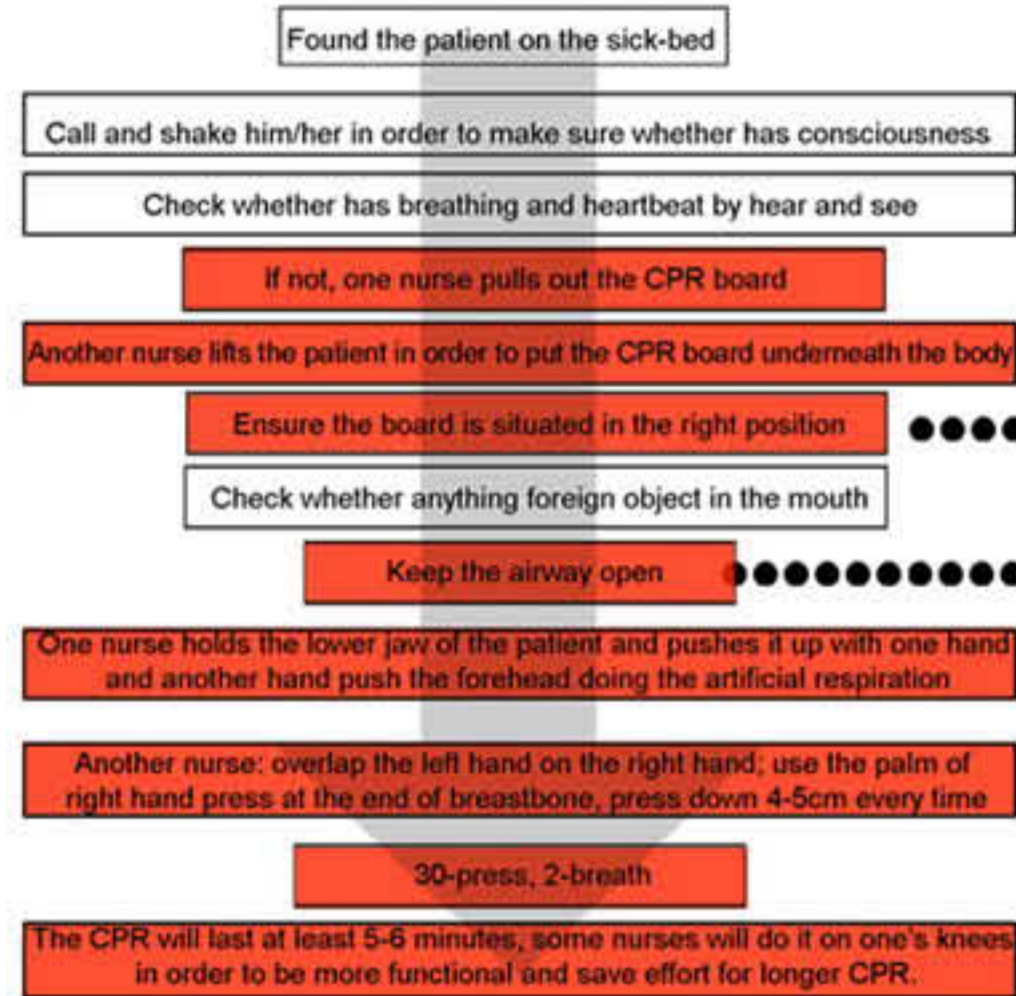 Found the patient on the sick-bed
Call and shake him/her in order to make sure whether has consciousness
Check whether has breathing and heartbeat by hear and see
If not, one nurse pulls out the CPR board
Another nurse lifts the patient in order to put the CPR board underneath the body
Ensure the board is situated in the right position
Check whether anything foreign object in the mouth
Keep the airway open
One nurse holds the lower jaw of the patient and pushes it up with one hand
and another hand push the forehead doing the artificial respiration
Another nurse: overlap the left hand on the right hand; use the palm of
right hand press at the end of breastbone, press down 4-5cm every time
30-press, 2-breath
The CPR will last at least 5-6 minutes, some nurses will do it on one's knees
in order to be more functional and save effort for longer CPR.